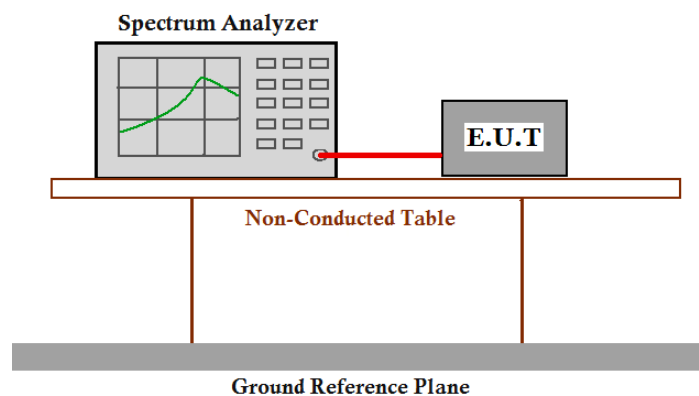 Spectrum Analyzer
E.U.T
Non-Conducted Table
Ground Reference Plane